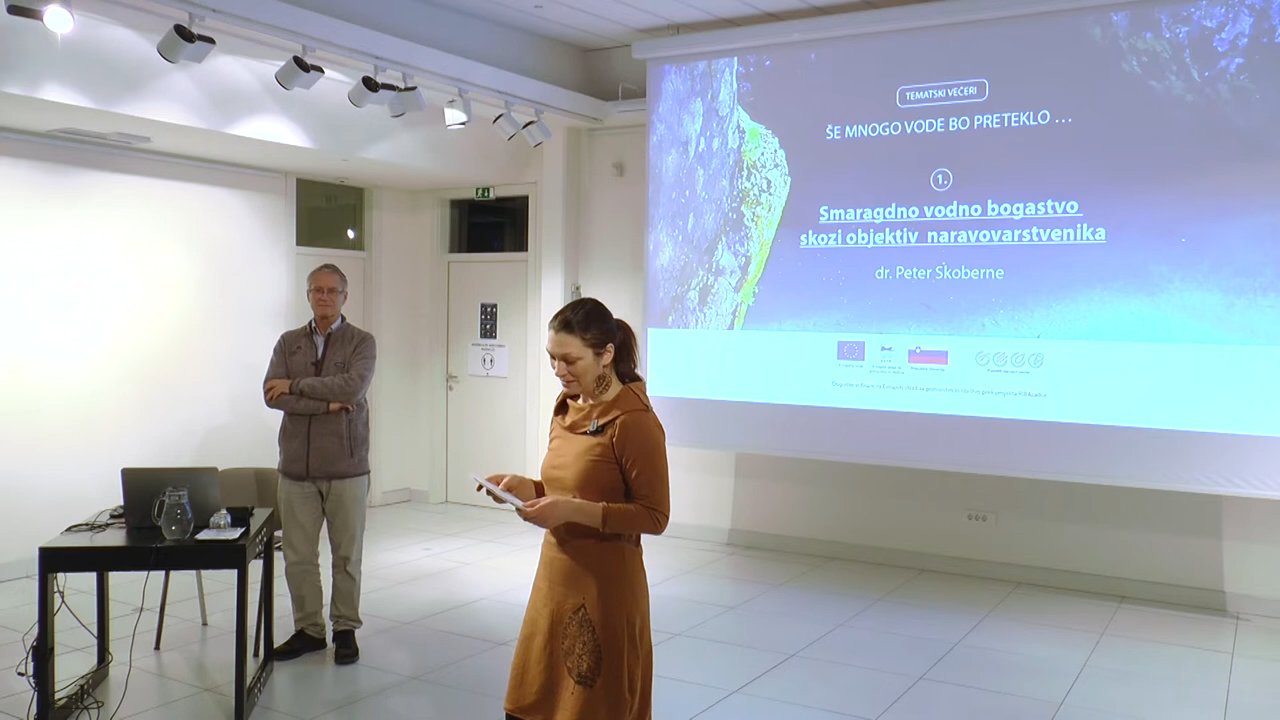 TEMATSKI VEČERI
ŠE MNOGO VODE BO PRETEKLO ...
1.
Smaragdno vodno bogastvo
skozi objektiv naravovarstvenika
dr. Peter Skoberne